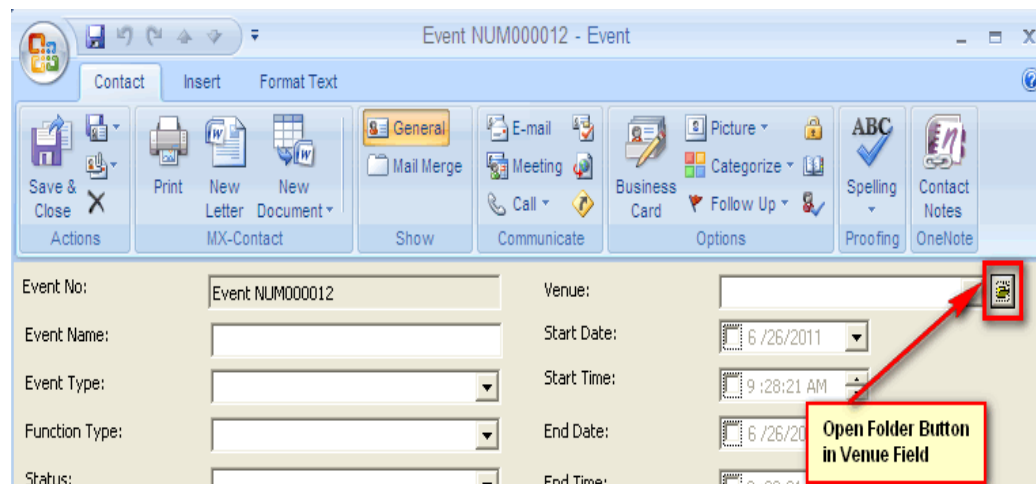 Event NUM000012 - Event
Contact Insert Format Text
Save & Close
Print
New Letter
New Document
General
Mail Merge
E-mail
Meeting
Call
Business Card
Picture
Categorize
Follow Up
ABC
Spelling
Contact Notes
Actions MX-Contact Show Communicate Options Proofing OneNote
Event No: Event NUM000012 Venue:
Event Name: Start Date: 6 /26/2011
Event Type: Start Time: 9 :28:21 AM
Function Type: End Date: 6 /26/20
Open Folder Button
in Venue Field
Status: End Time: